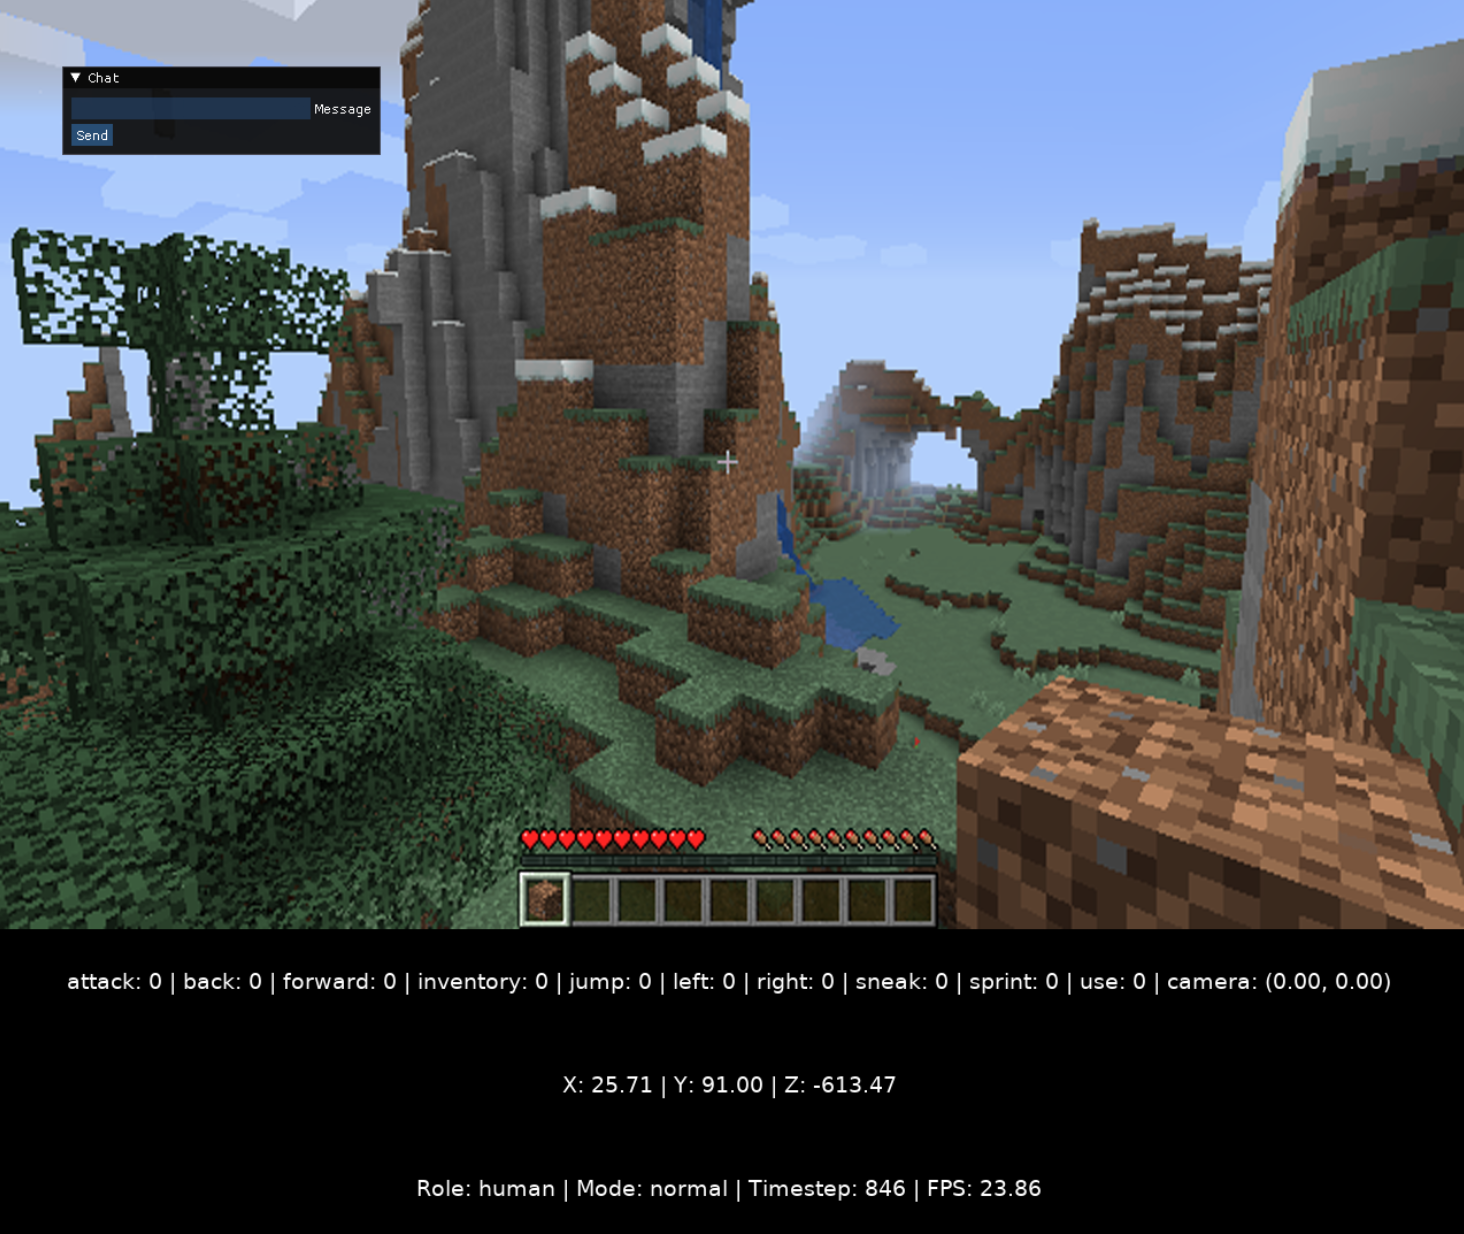 ▼ Chat
Message
Send
attack: 0 | back: 0 | forward: 0 | inventory: 0 | jump: 0 | left: 0 | right: 0 | sneak: 0 | sprint: 0 | use: 0 | camera: (0.00, 0.00)
X: 25.71 | Y: 91.00 | Z: -613.47
Role: human | Mode: normal | Timestep: 846 | FPS: 23.86